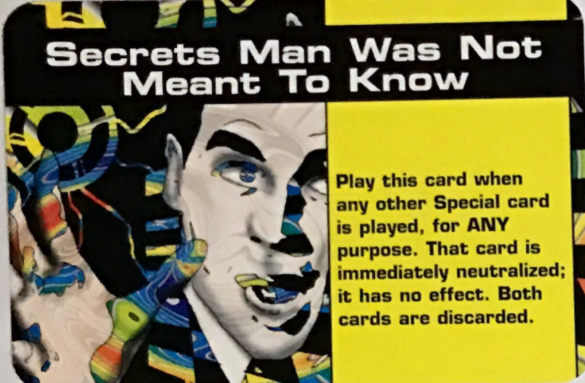 Secrets Man Was Not
Meant To Know
Play this card when
any other Special card
is played, for ANY
purpose. That card is
immediately neutralized;
it has no effect. Both
cards are discarded.